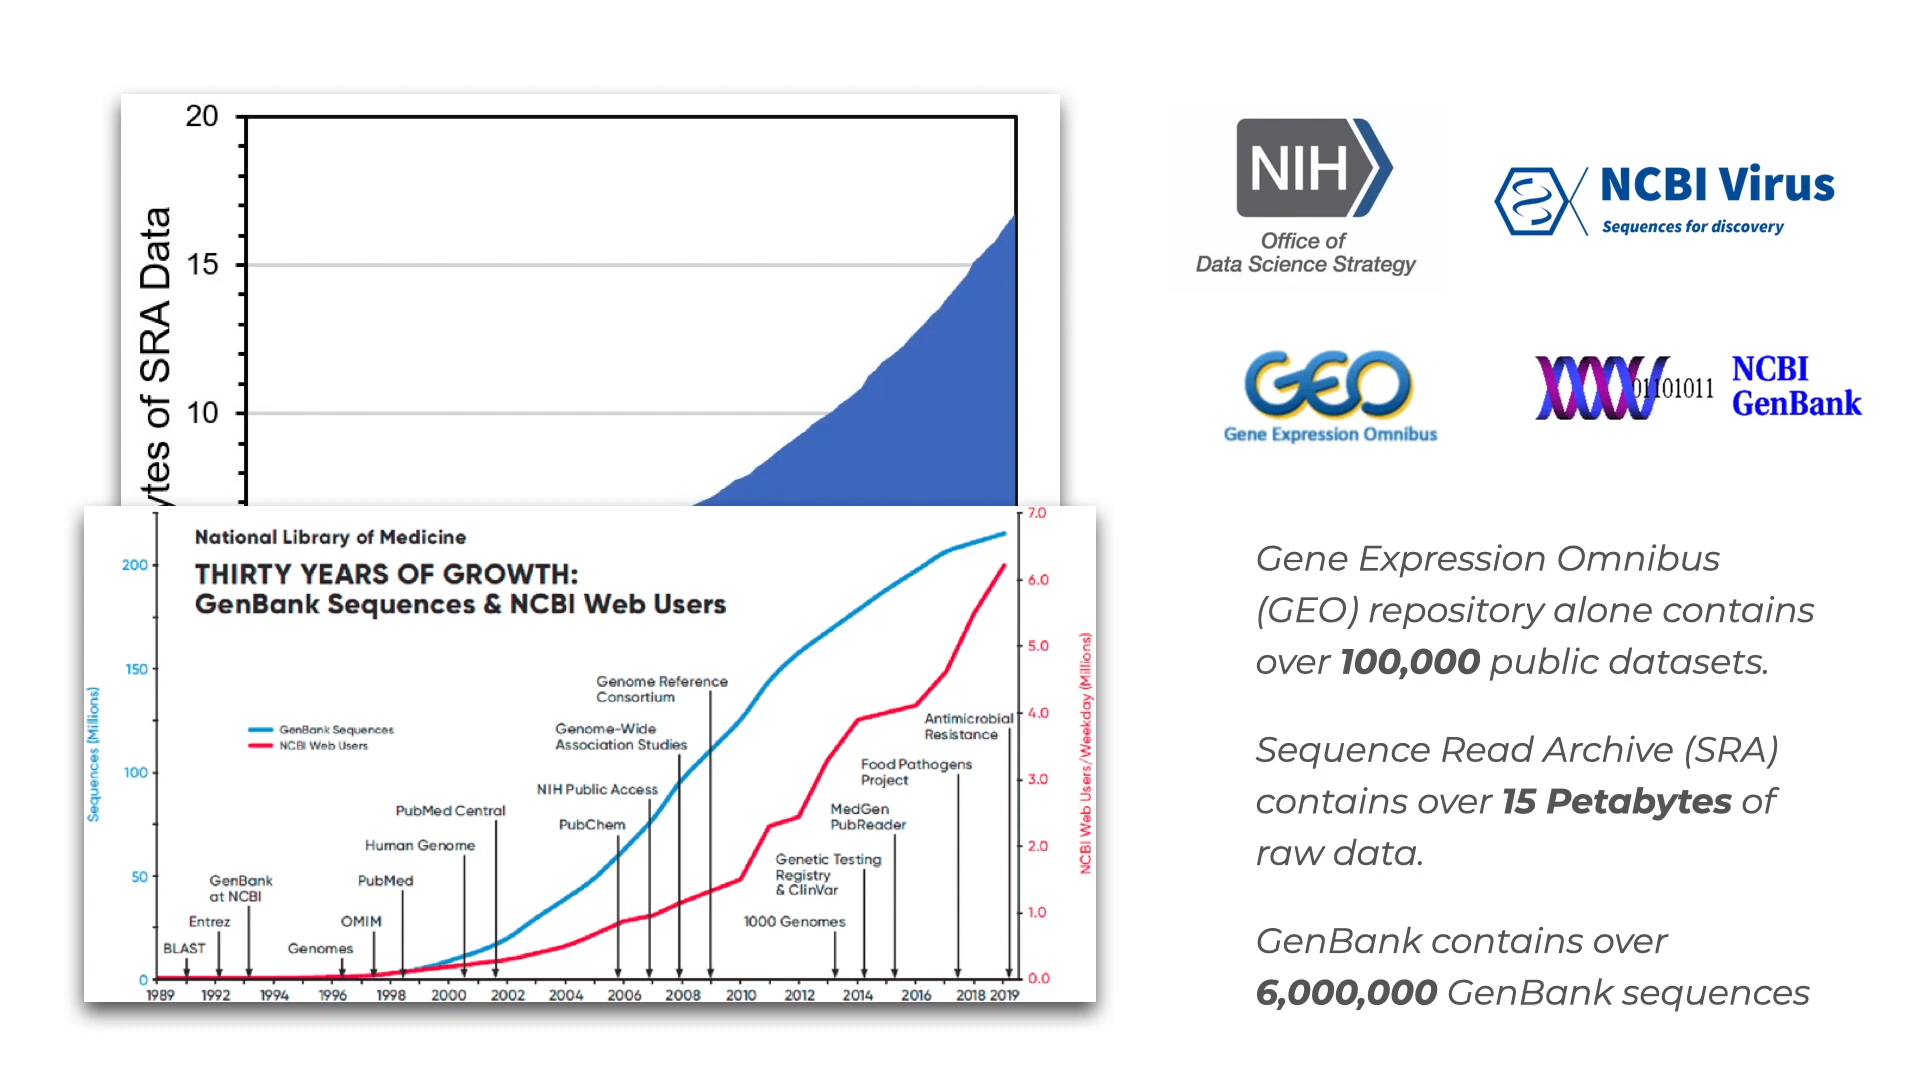 20
15
10
ytes of SRA Data
National Library of Medicine
THIRTY YEARS OF GROWTH:
GenBank Sequences & NCBI Web Users
Sequences (Millions)
200
150
100
50
0
GenBank Sequences
NCBI Web Users
BLAST
Entrez
GenBank
at NCBI
Genomes
OMIM
PubMed
Human Genome
PubMed Central
PubChem
NIH Public Access
Genome-Wide
Association Studies
Genome Reference
Consortium
1000 Genomes
Genetic Testing
Registry
& ClinVar
MedGen
PubReader
Food Pathogens
Project
Antimicrobial
Resistance
7.0
6.0
5.0
4.0
3.0
2.0
1.0
0.0
NCBI Web Users/Weekday (Millions)
1989 1992 1994 1996 1998 2000 2002 2004 2006 2008 2010 2012 2014 2016 2018 2019
NIH
Office of
Data Science Strategy
NCBI Virus
Sequences for discovery
GEO
Gene Expression Omnibus
01101011
NCBI
GenBank
Gene Expression Omnibus
(GEO) repository alone contains
over 100,000 public datasets.
Sequence Read Archive (SRA)
contains over 15 Petabytes of
raw data.
GenBank contains over
6,000,000 GenBank sequences